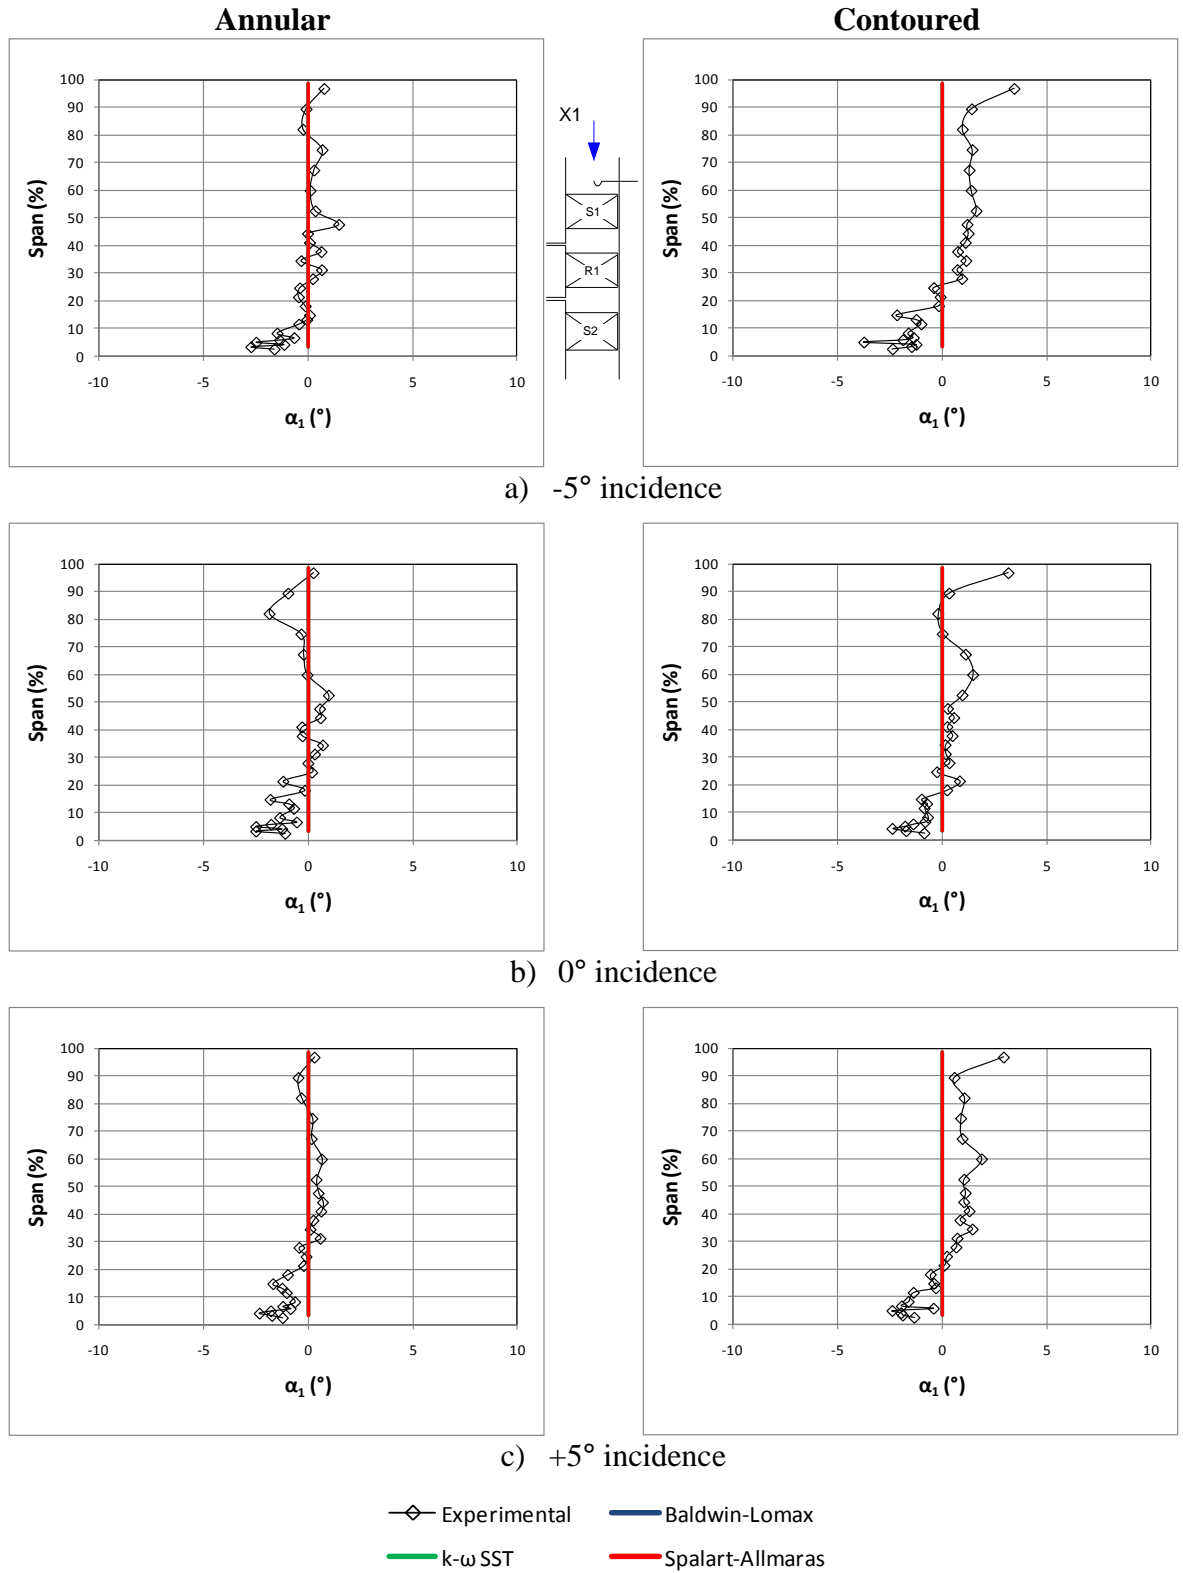 Annular
Contoured
100
90
80
70
60
50
40
30
20
10
0
Span (%)
-10 -5 0 5 10
α₁ (°)
X1
S1
R1
S2
100
90
80
70
60
50
40
30
20
10
0
Span (%)
-10 -5 0 5 10
α₁ (°)
a) -5° incidence
100
90
80
70
60
50
40
30
20
10
0
Span (%)
-10 -5 0 5 10
α₁ (°)
100
90
80
70
60
50
40
30
20
10
0
Span (%)
-10 -5 0 5 10
α₁ (°)
b) 0° incidence
100
90
80
70
60
50
40
30
20
10
0
Span (%)
-10 -5 0 5 10
α₁ (°)
100
90
80
70
60
50
40
30
20
10
0
Span (%)
-10 -5 0 5 10
α₁ (°)
c) +5° incidence
Experimental
Baldwin-Lomax
k-ω SST
Spalart-Allmaras